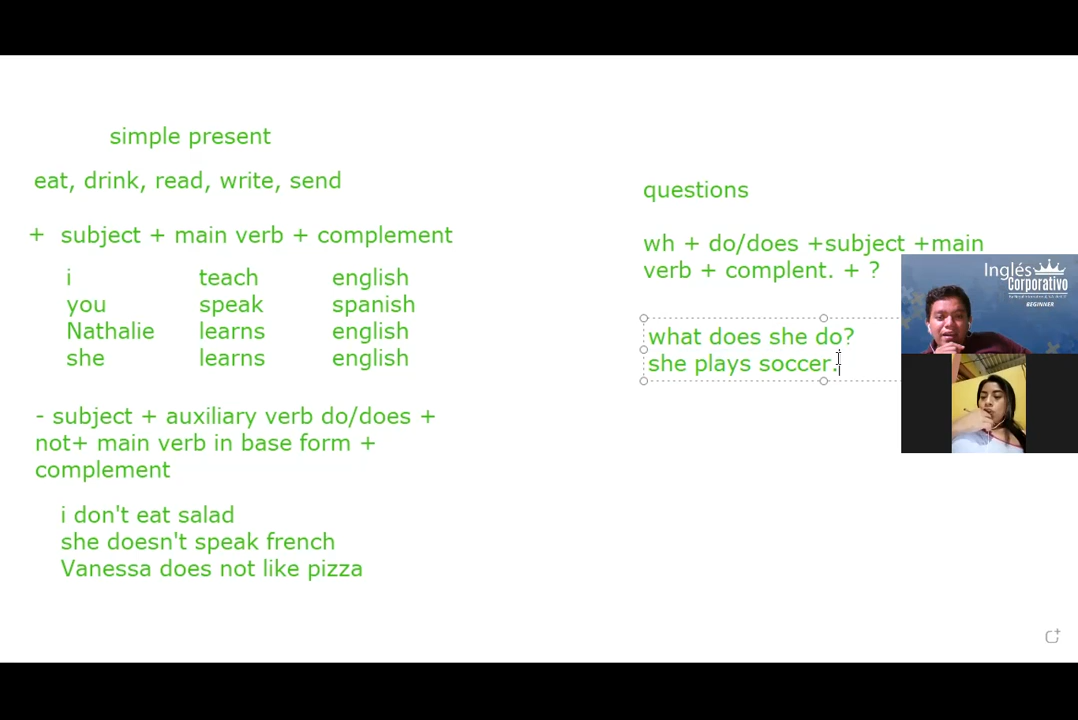 simple present
eat, drink, read, write, send
+ subject + main verb + complement
i teach english
you speak spanish
Nathalie learns english
she learns english
- subject + auxiliary verb do/does +
not+ main verb in base form +
complement
i don't eat salad
she doesn't speak french
Vanessa does not like pizza
questions
wh + do/does +subject +main
verb + complent. + ?
what does she do?
she plays soccer.
Inglés
Corporativo
BEGINNER